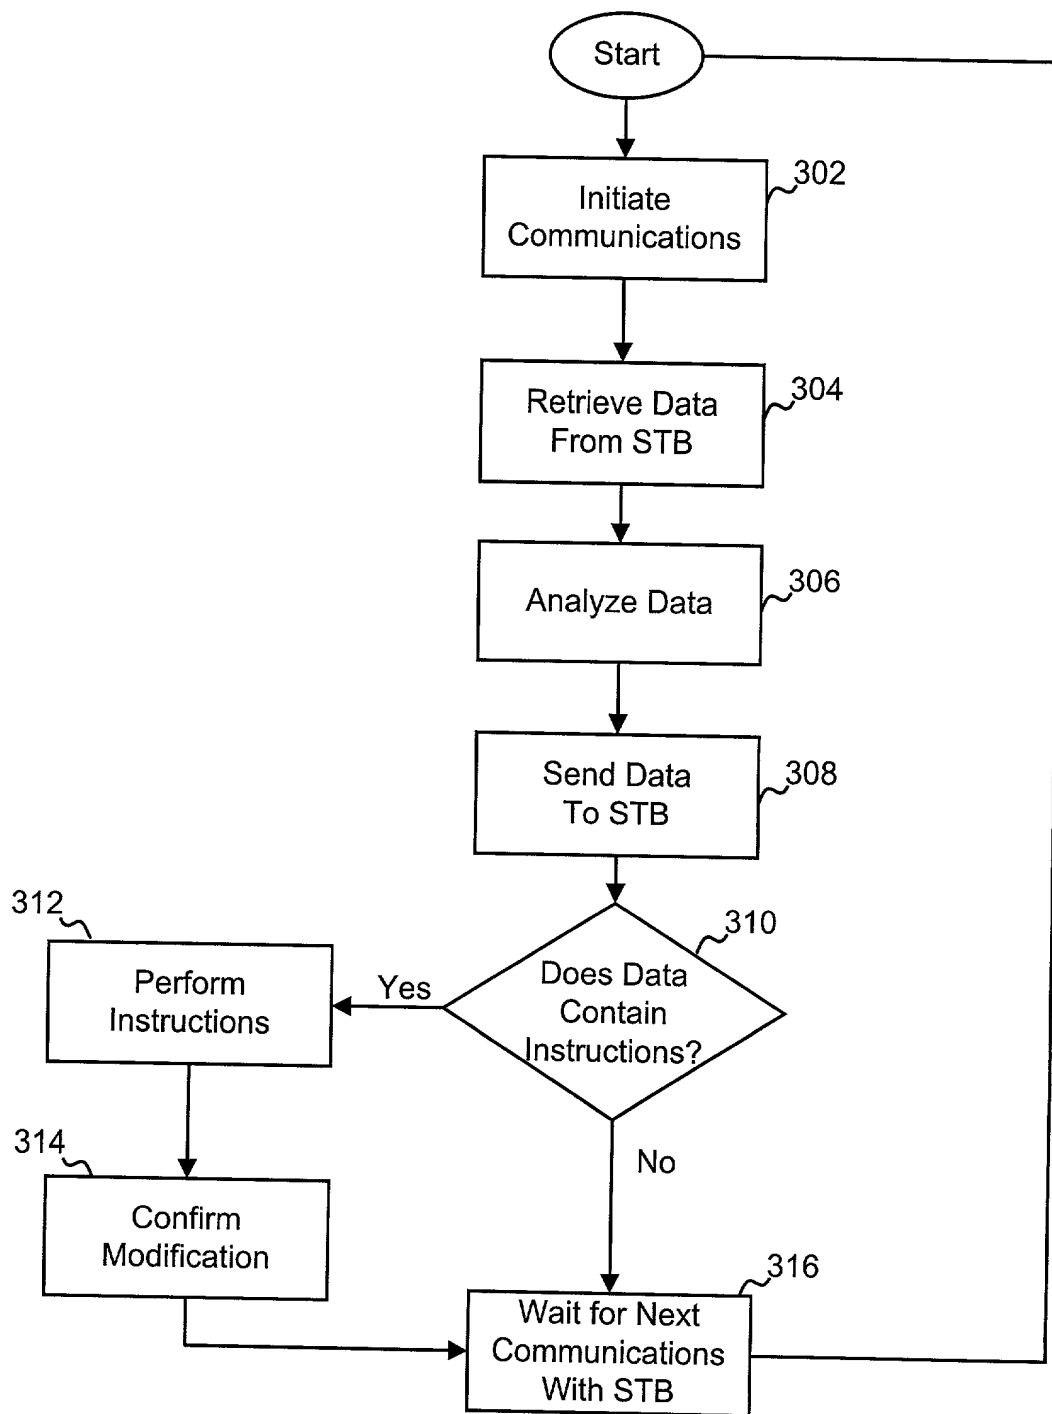 Start
302
Initiate
Communications
304
Retrieve Data
From STB
306
Analyze Data
308
Send Data
To STB
310
Does Data
Contain
Instructions?
Yes
312
Perform
Instructions
314
Confirm
Modification
No
316
Wait for Next
Communications
With STB